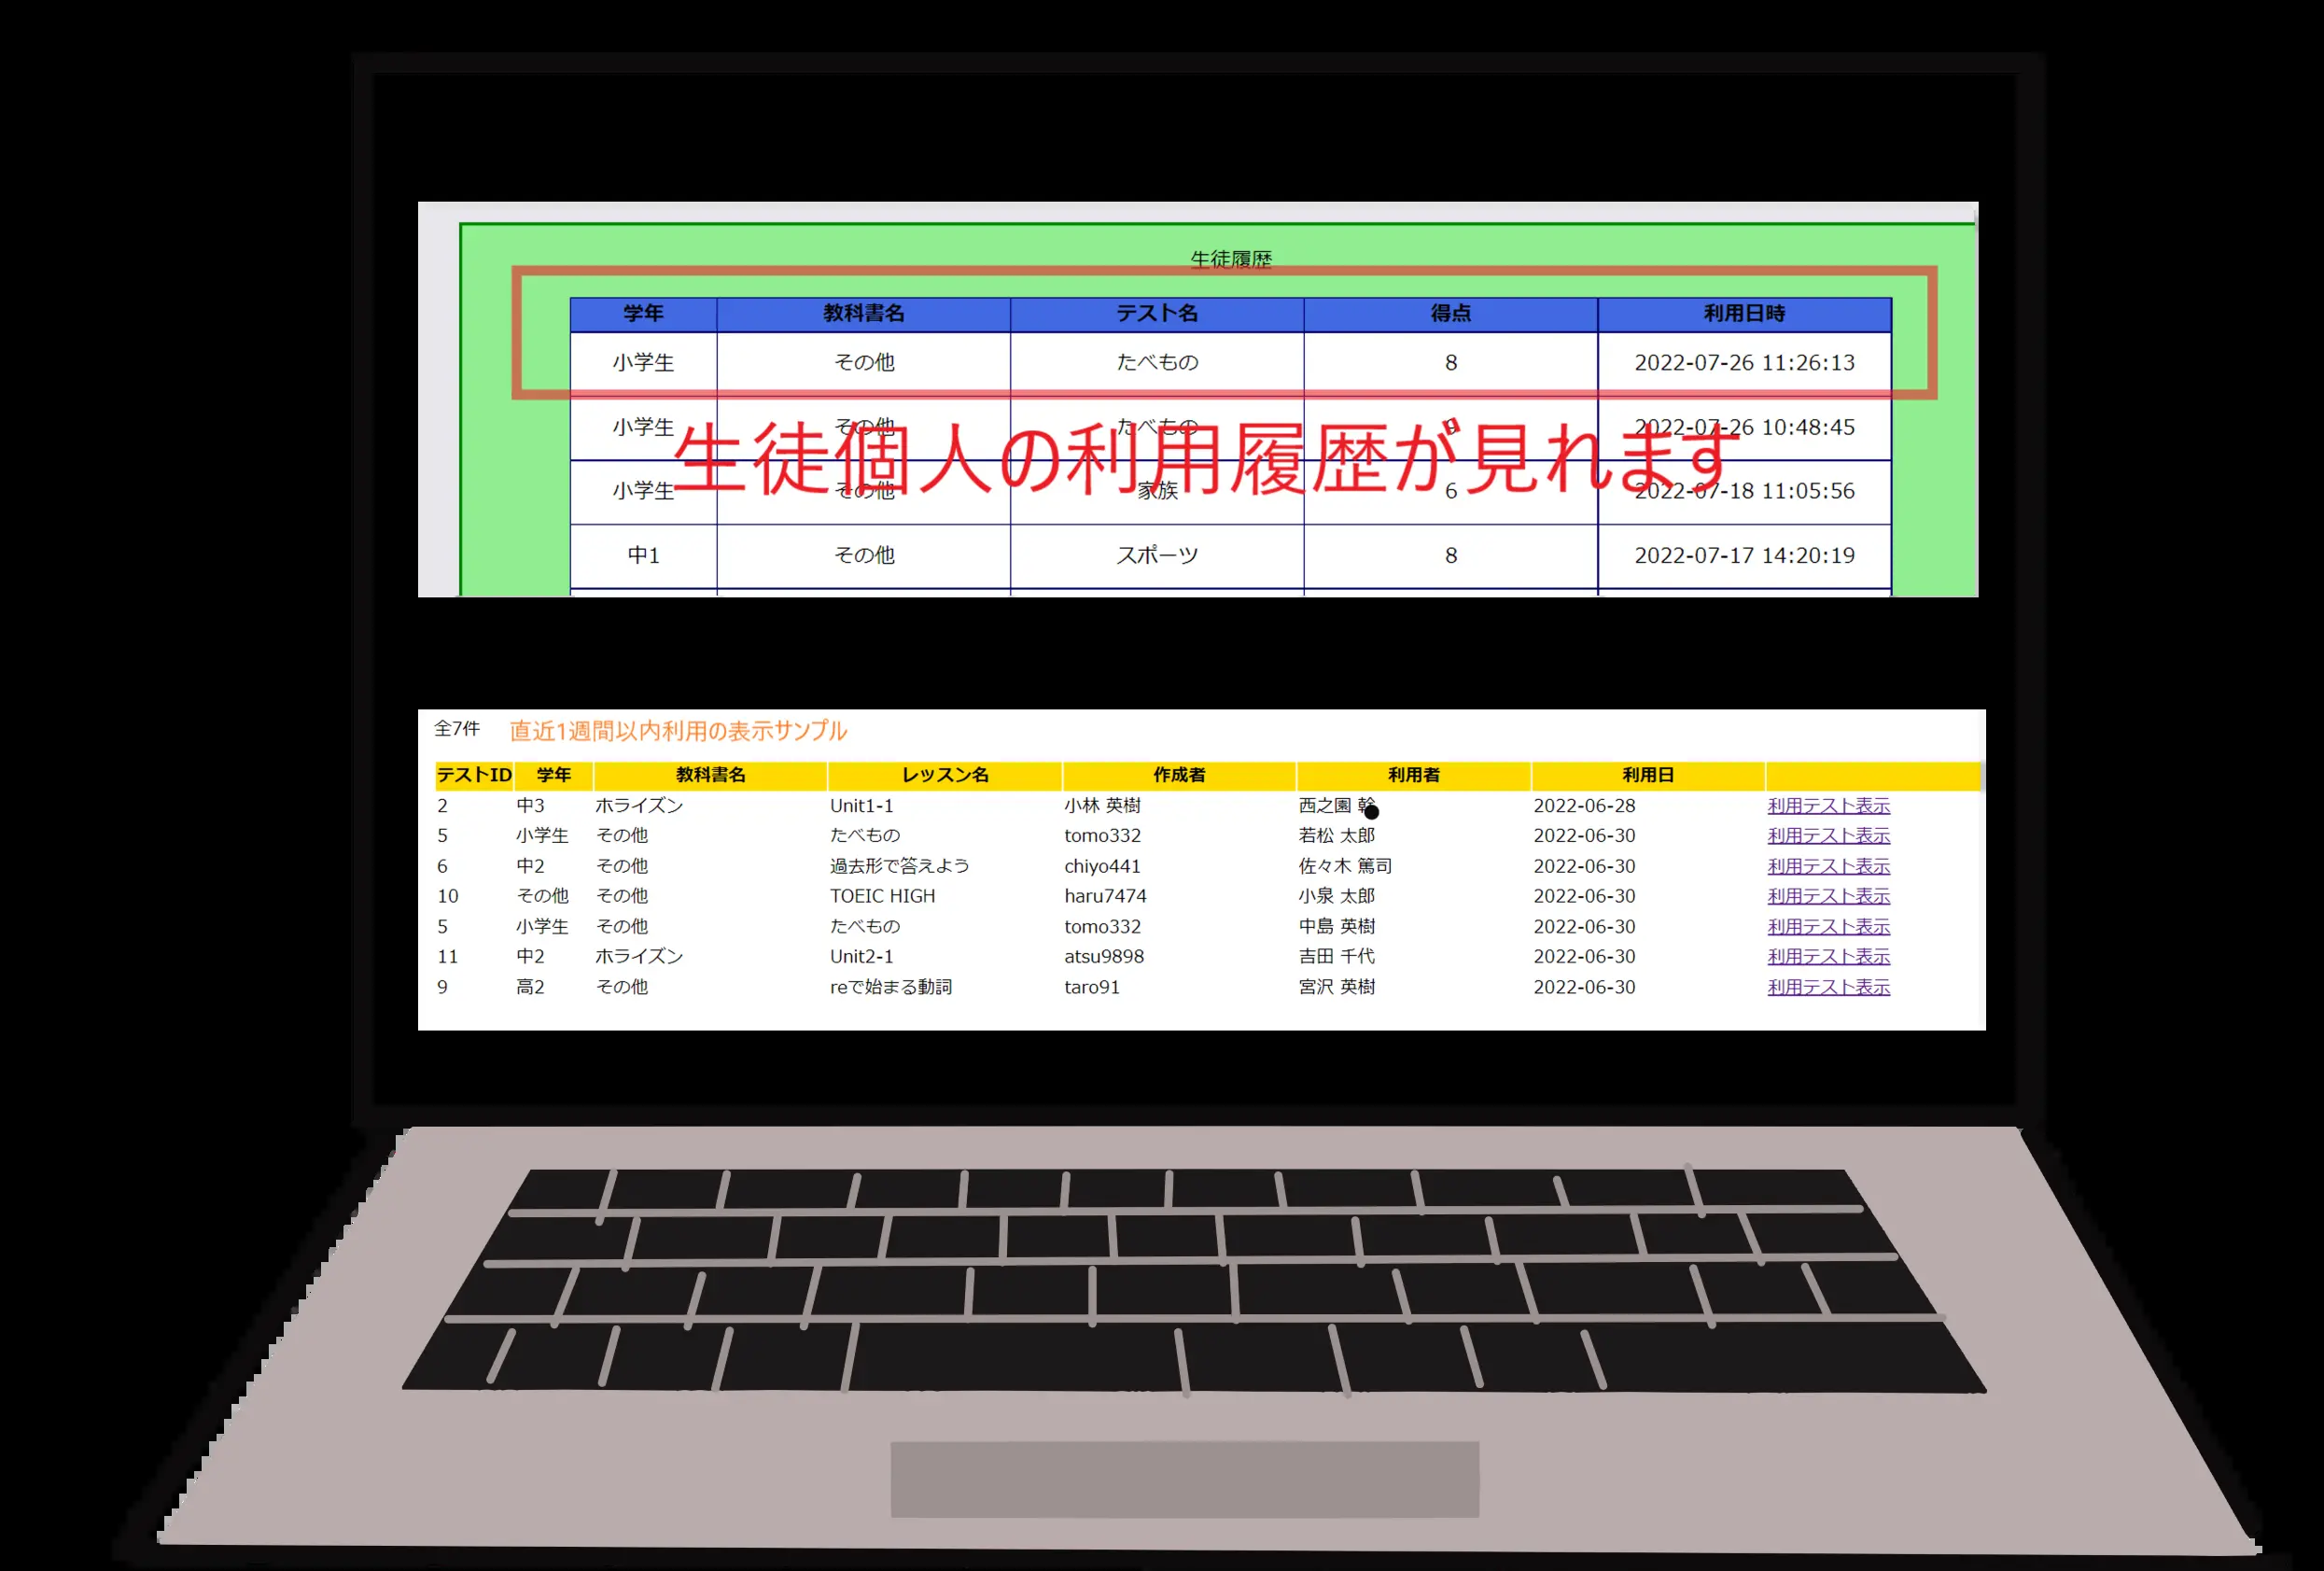 生徒履歴
学年 教科書名 テスト名 得点 利用日時
小学生 その他 たべもの 8 2022-07-26 11:26:13
小学生 その他 たべもの 2022-07-26 10:48:45
生徒個人の利用履歴が見れます
小学生 その他 家族 6 2022-07-18 11:05:56
中1 その他 スポーツ 8 2022-07-17 14:20:19
全7件 直近1週間以内利用の表示サンプル
テストID 学年 教科書名 レッスン名 作成者 利用者 利用日
2 中3 ホライズン Unit1-1 小林 英樹 西之園 幹 2022-06-28 利用テスト表示
5 小学生 その他 たべもの tomo332 若松 太郎 2022-06-30 利用テスト表示
6 中2 その他 過去形で答えよう chiyo441 佐々木 篤司 2022-06-30 利用テスト表示
10 その他 その他 TOEIC HIGH haru7474 小泉 太郎 2022-06-30 利用テスト表示
5 小学生 その他 たべもの tomo332 中島 英樹 2022-06-30 利用テスト表示
11 中2 ホライズン Unit2-1 atsu9898 吉田 千代 2022-06-30 利用テスト表示
9 高2 その他 reで始まる動詞 taro91 宮沢 英樹 2022-06-30 利用テスト表示